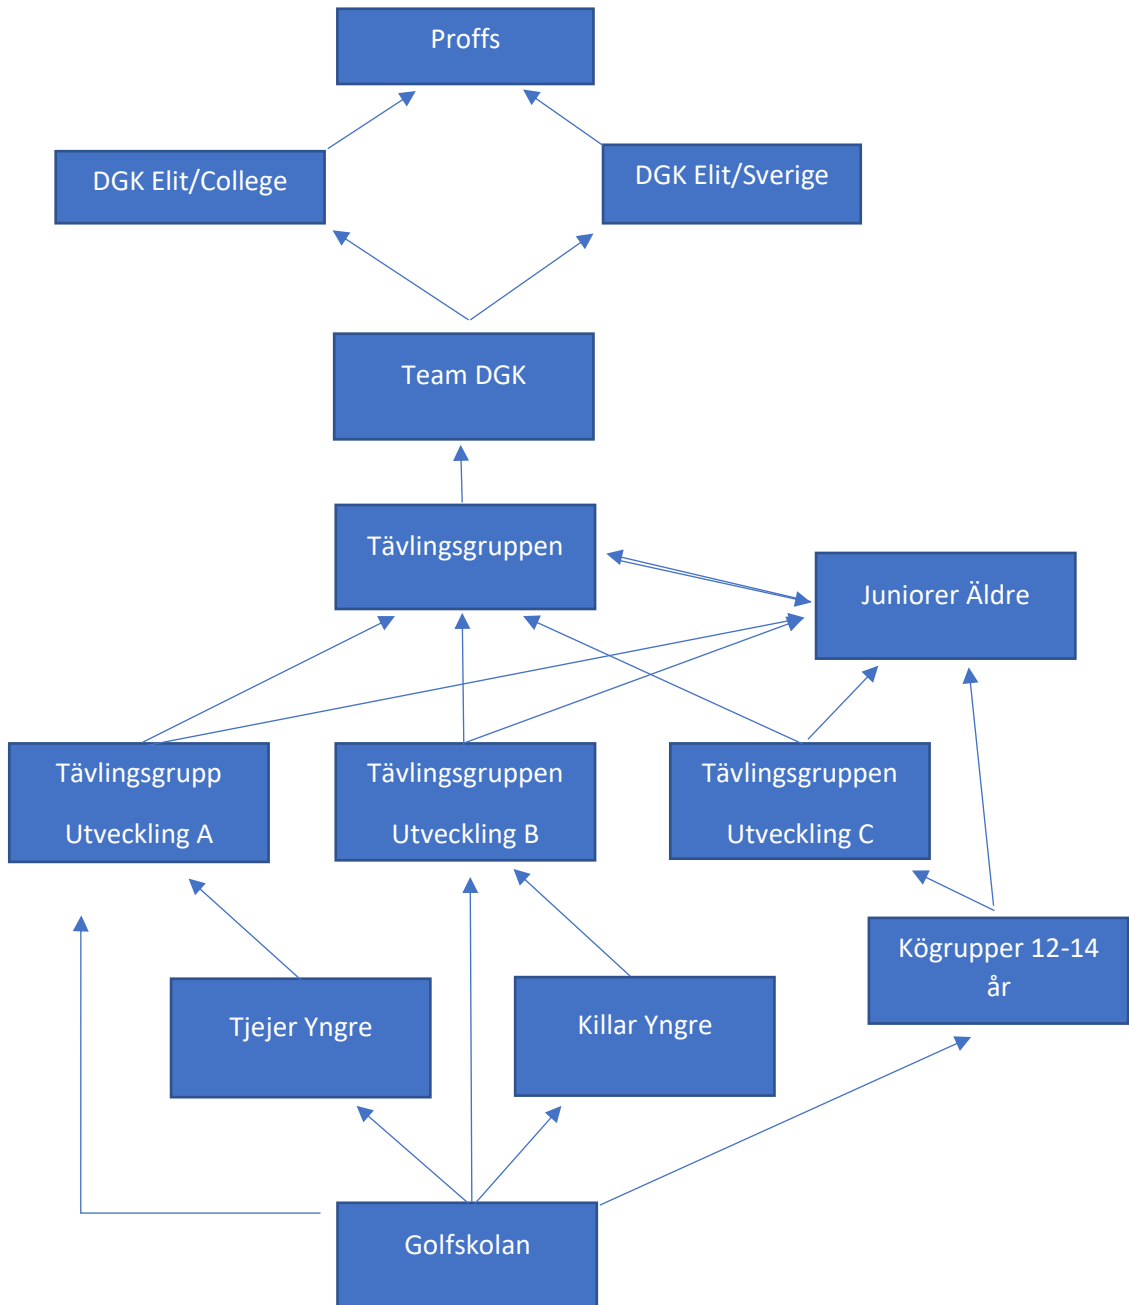 Proffs
DGK Elit/College
DGK Elit/Sverige
Team DGK
Tävlingsgruppen
Juniorer Äldre
Tävlingsgrupp
Utveckling A
Tävlingsgruppen
Utveckling B
Tävlingsgruppen
Utveckling C
Kögrupper 12-14
år
Tjejer Yngre
Killar Yngre
Golfskolan